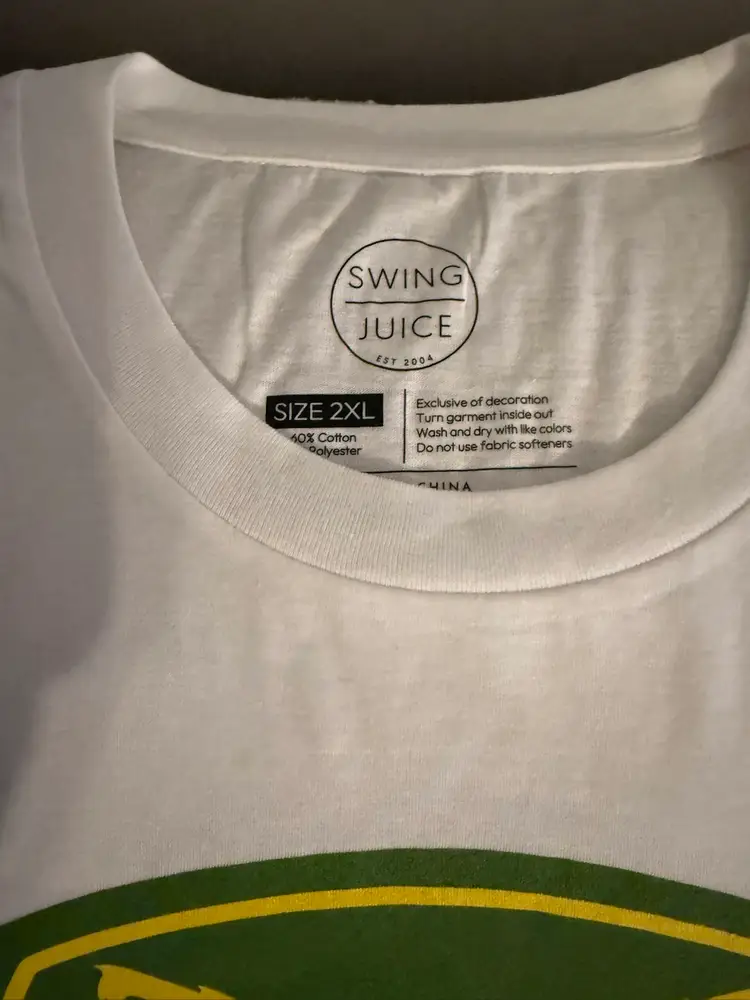 SWING
JUICE
EST 2004
SIZE 2XL
60% Cotton
Polyester
Exclusive of decoration
Turn garment inside out
Wash and dry with like colors
Do not use fabric softeners
CHINA